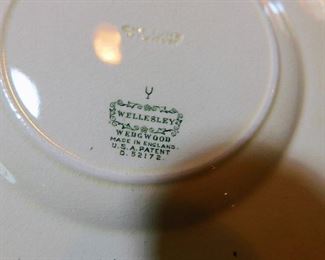 WELLESLEY
WEDGWOOD
MADE IN ENGLAND.
U.S.A. PATENT
D. 52172.